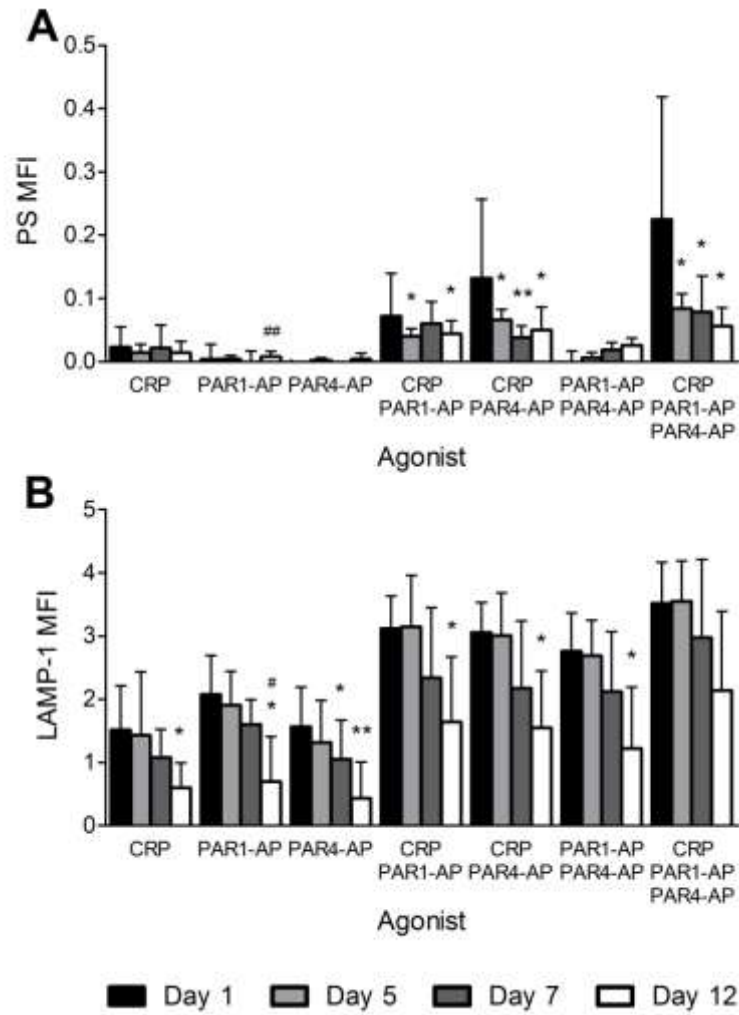 A
PS MFI
0.5
0.4
0.3
0.2
0.1
0.0
##
*
*
*
**
*
*
*
*
CRP
PAR1-AP
PAR4-AP
CRP
PAR1-AP
CRP
PAR4-AP
PAR1-AP
PAR4-AP
CRP
PAR1-AP
PAR4-AP
Agonist
B
LAMP-1 MFI
5
4
3
2
1
0
*
#
*
*
**
*
*
*
CRP
PAR1-AP
PAR4-AP
CRP
PAR1-AP
CRP
PAR4-AP
PAR1-AP
PAR4-AP
CRP
PAR1-AP
PAR4-AP
Agonist
Day 1 Day 5 Day 7 Day 12